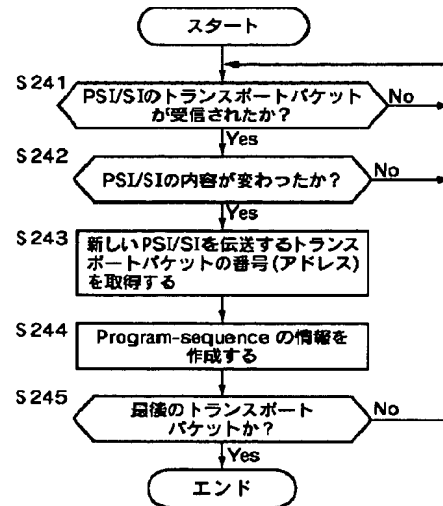 スタート
S241
PSI/SIのトランスポートパケット
が受信されたか?
No
Yes
S242
PSI/SIの内容が変わったか?
No
Yes
S243
新しいPSI/SIを伝送するトランス
ポートパケットの番号(アドレス)
を取得する
S244
Program-sequence の情報を
作成する
S245
最後のトランスポート
パケットか?
No
Yes
エンド